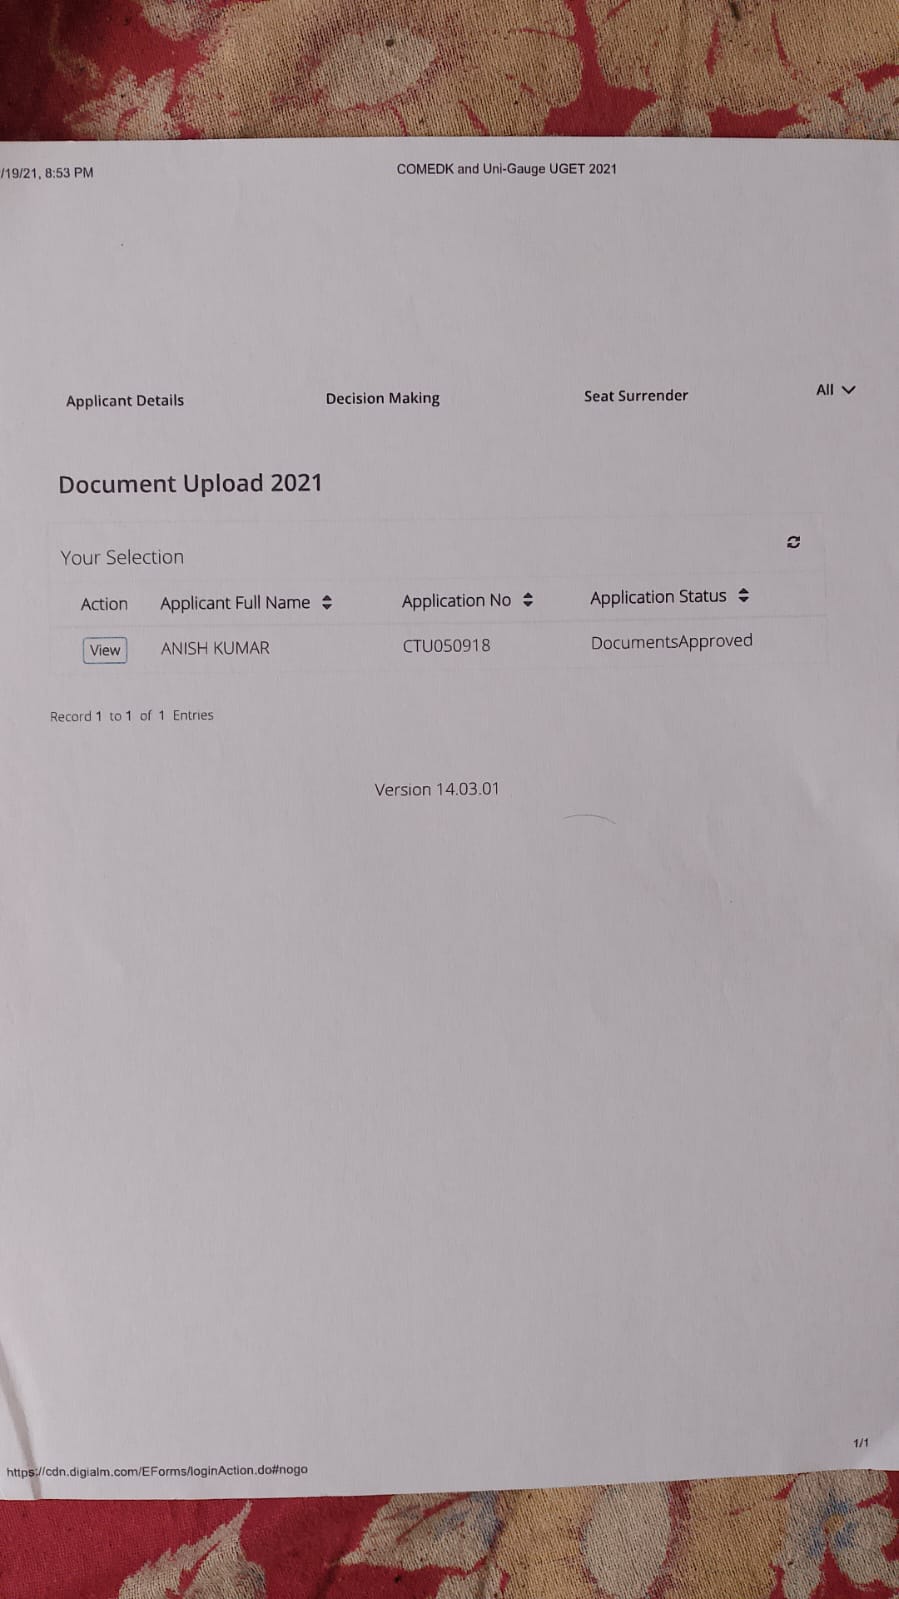 /19/21, 8:53 PM COMEDK and Uni-Gauge UGET 2021
Applicant Details Decision Making Seat Surrender All
Document Upload 2021
Your Selection
Action Applicant Full Name Application No Application Status
View ANISH KUMAR CTU050918 DocumentsApproved
Record 1 to 1 of 1 Entries
Version 14.03.01
1/1
https://cdn.digialm.com/EForms/loginAction.do#nogo